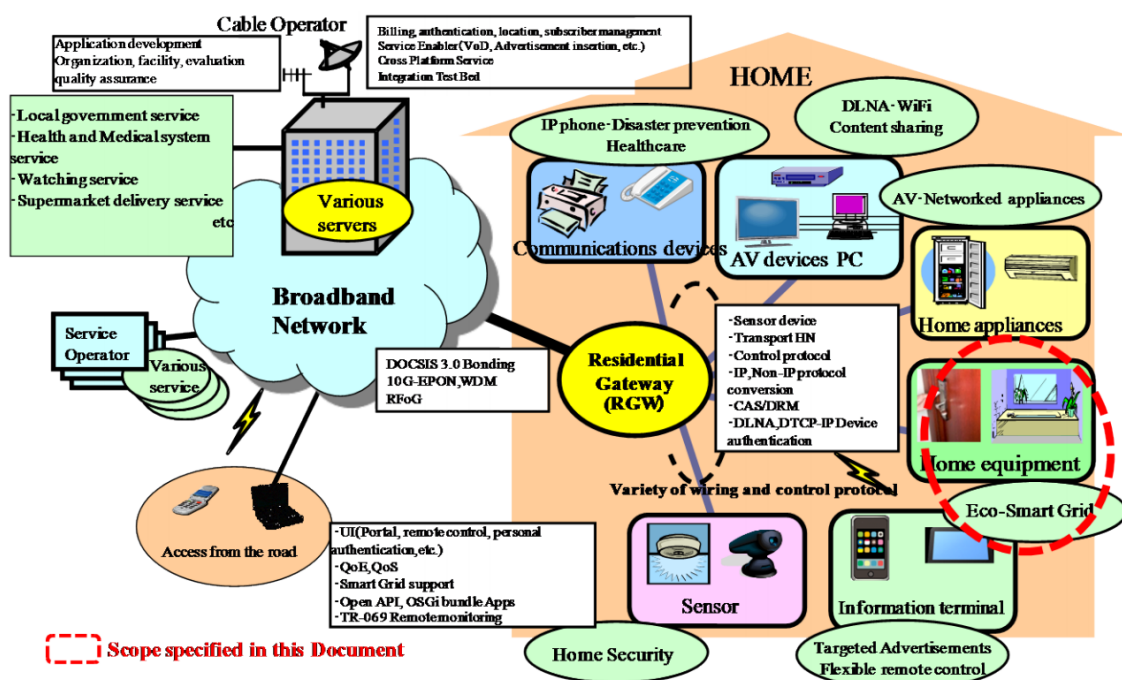 Cable Operator
Application development
Organization, facility, evaluation
quality assurance
Billing, authentication, location, subscriber management
Service Enabler(VoD, Advertisement insertion, etc.)
Cross Platform Service
Integration Test Bed
-Local government service
-Health and Medical system
service
-Watching service
-Supermarket delivery service
etc
Various
servers
Broadband
Network
Service
Operator
Various
service
DOCSIS 3.0 Bonding
10G-EPON,WDM
RFoG
Access from the road
-UI(Portal, remote control, personal
authentication,etc.)
-QoE,QoS
-Smart Grid support
-Open API, OSGi bundle Apps
-TR-069 Remote monitoring
Scope specified in this Document
HOME
IP phone-Disaster prevention
Healthcare
DLNA-WiFi
Content sharing
Communications devices
AV devices PC
AV-Networked appliances
Home appliances
Residential
Gateway
(RGW)
-Sensor device
-Transport HN
-Control protocol
-IP,Non-IP protocol
conversion
-CAS/DRM
-DLNA,DTCP-IP Device
authentication
Variety of wiring and control protocol
Home equipment
Eco-Smart Grid
Sensor
Information terminal
Home Security
Targeted Advertisements
Flexible remote control